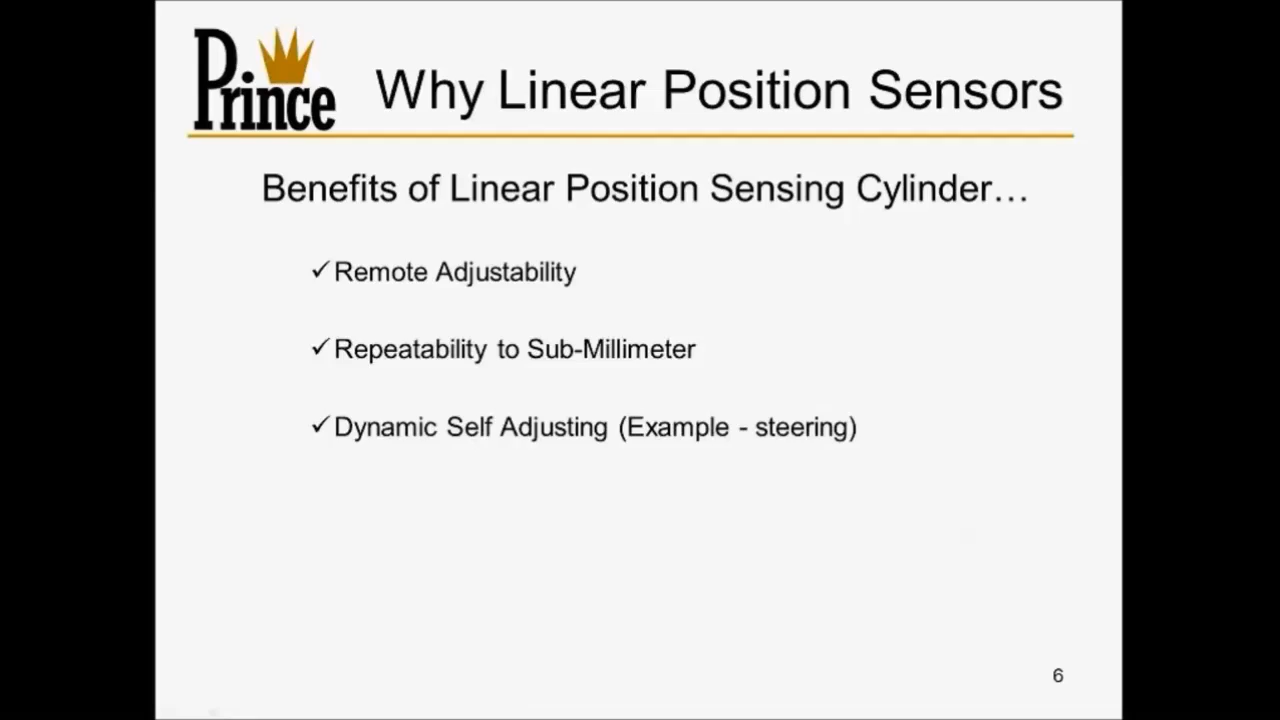 Prince
Why Linear Position Sensors
Benefits of Linear Position Sensing Cylinder…
✓Remote Adjustability
✓Repeatability to Sub-Millimeter
✓Dynamic Self Adjusting (Example - steering)
6